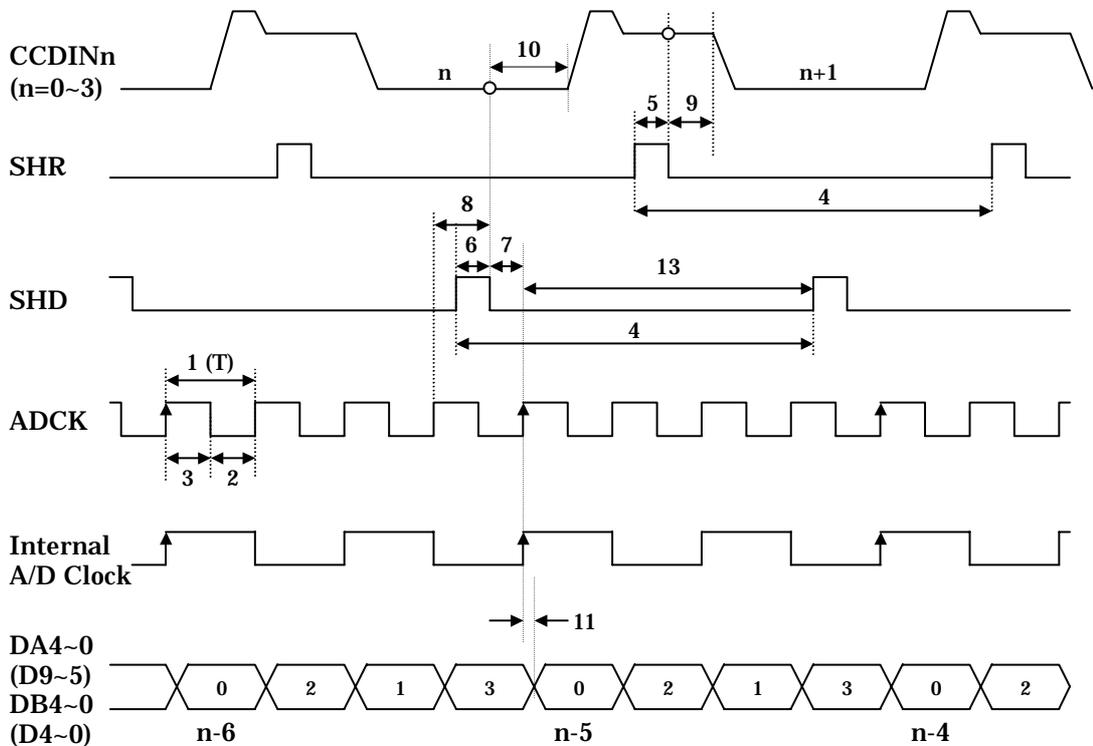 CCDINn
(n=0~3)
n
10
n+1
5
9
SHR
4
8
6
7
13
SHD
4
1 (T)
ADCK
3
2
Internal
A/D Clock
11
DA4~0
(D9~5)
DB4~0
(D4~0)
0 2 1 3 0 2 1 3 0 2
n-6 n-5 n-4